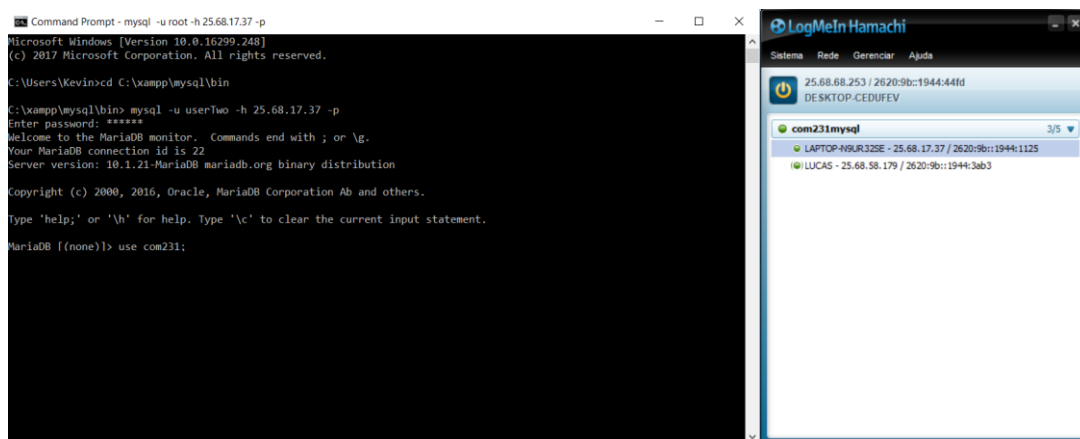 Command Prompt - mysql -u root -h 25.68.17.37 -p
Microsoft Windows [Version 10.0.16299.248]
(c) 2017 Microsoft Corporation. All rights reserved.
C:\Users\Kevin>cd C:\xampp\mysql\bin
C:\xampp\mysql\bin> mysql -u userTwo -h 25.68.17.37 -p
Enter password: ******
Welcome to the MariaDB monitor.  Commands end with ; or \g.
Your MariaDB connection id is 22
Server version: 10.1.21-MariaDB mariadb.org binary distribution
Copyright (c) 2000, 2016, Oracle, MariaDB Corporation Ab and others.
Type 'help;' or '\h' for help. Type '\c' to clear the current input statement.
MariaDB [(none)]> use com231;
LogMeIn Hamachi
Sistema Rede Gerenciar Ajuda
25.68.68.253 / 2620:9b::1944:44fd
DESKTOP-CEDUFEV
com231mysql 3/5
LAPTOP-N9UR32SE - 25.68.17.37 / 2620:9b::1944:1125
LUCAS - 25.68.58.179 / 2620:9b::1944:3ab3